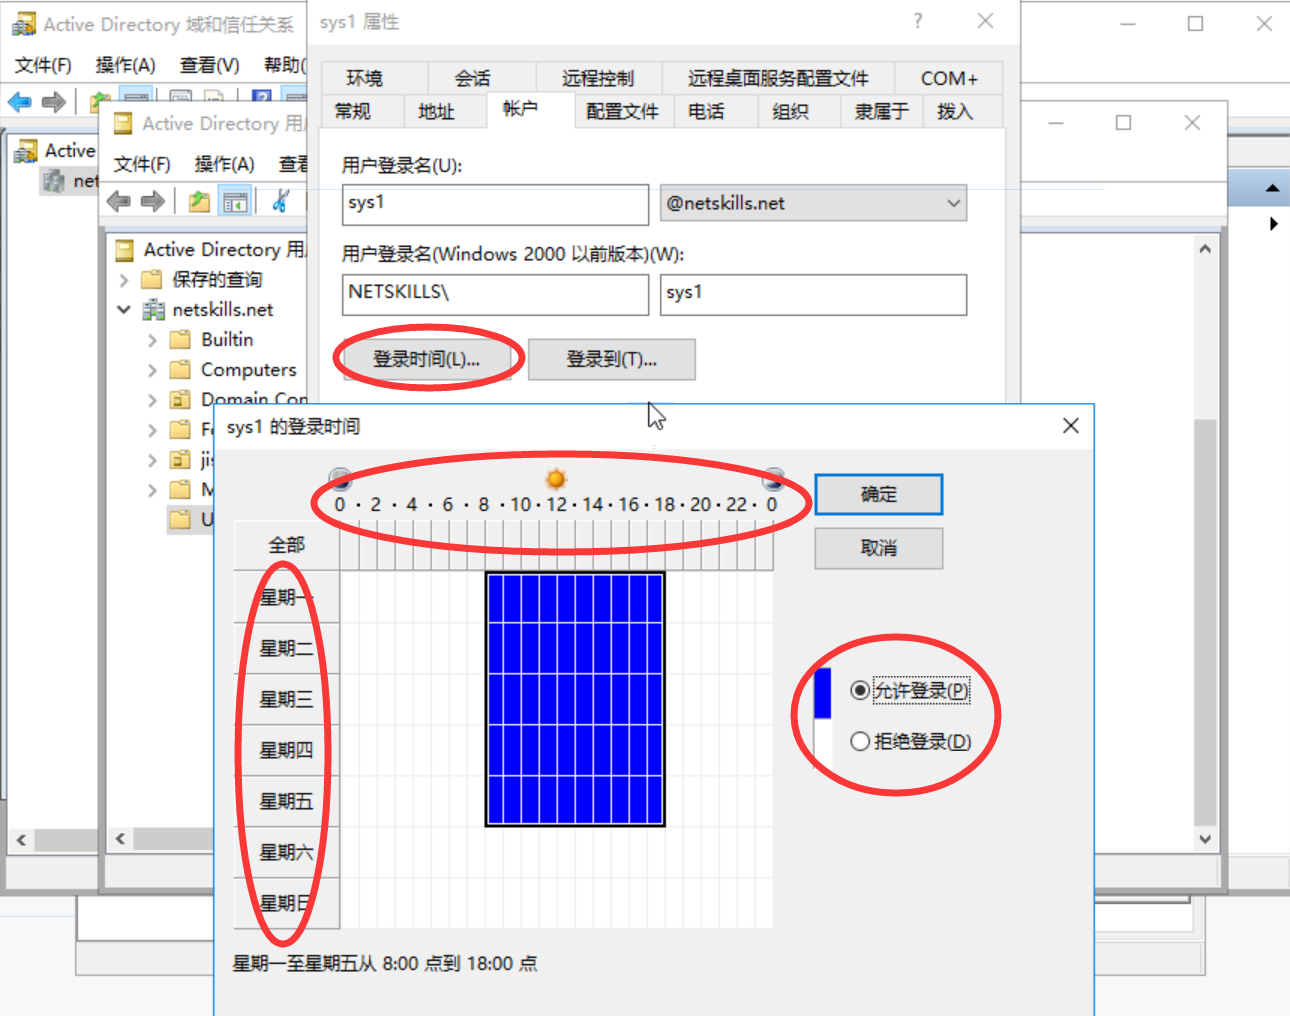 Active Directory 域和信任关系
文件(F) 操作(A) 查看(V) 帮助(
Active
net
Active Directory 用
文件(F) 操作(A) 查看
Active Directory 用
保存的查询
netskills.net
Builtin
Computers
Domain Con
F
jis
M
U
sys1 属性
环境 会话 远程控制 远程桌面服务配置文件 COM+
常规 地址 帐户 配置文件 电话 组织 隶属于 拨入
用户登录名(U):
sys1 @netskills.net
用户登录名(Windows 2000 以前版本)(W):
NETSKILLS\ sys1
登录时间(L)... 登录到(T)...
sys1 的登录时间
0 · 2 · 4 · 6 · 8 · 10 · 12 · 14 · 16 · 18 · 20 · 22 · 0
全部
星期一
星期二
星期三
星期四
星期五
星期六
星期日
确定
取消
允许登录(P)
拒绝登录(D)
星期一至星期五从 8:00 点到 18:00 点